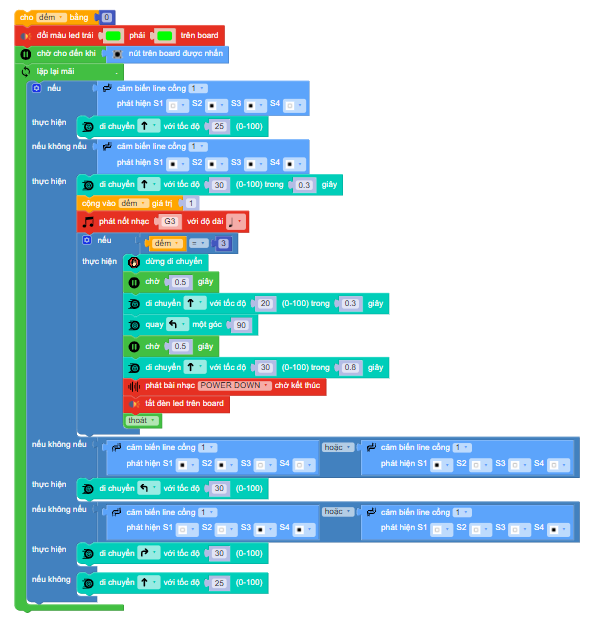 cho đếm bằng 0
đổi màu led trái phải trên board
chờ cho đến khi nút trên board được nhấn
lặp lại mãi .
nếu cảm biến line cổng 1
phát hiện S1 S2 S3 S4
thực hiện di chuyển với tốc độ 25 (0-100)
nếu không nếu cảm biến line cổng 1
phát hiện S1 S2 S3 S4
thực hiện di chuyển với tốc độ 30 (0-100) trong 0.3 giây
cộng vào đếm giá trị 1
phát nốt nhạc G3 với độ dài
nếu đếm = 3
thực hiện dừng di chuyển
chờ 0.5 giây
di chuyển với tốc độ 20 (0-100) trong 0.3 giây
quay một góc 90
chờ 0.5 giây
di chuyển với tốc độ 30 (0-100) trong 0.8 giây
phát bài nhạc POWER DOWN chờ kết thúc
tắt đèn led trên board
thoát
nếu không nếu cảm biến line cổng 1 hoặc cảm biến line cổng 1
phát hiện S1 S2 S3 S4 phát hiện S1 S2 S3 S4
thực hiện di chuyển với tốc độ 30 (0-100)
nếu không nếu cảm biến line cổng 1 hoặc cảm biến line cổng 1
phát hiện S1 S2 S3 S4 phát hiện S1 S2 S3 S4
thực hiện di chuyển với tốc độ 30 (0-100)
nếu không di chuyển với tốc độ 25 (0-100)